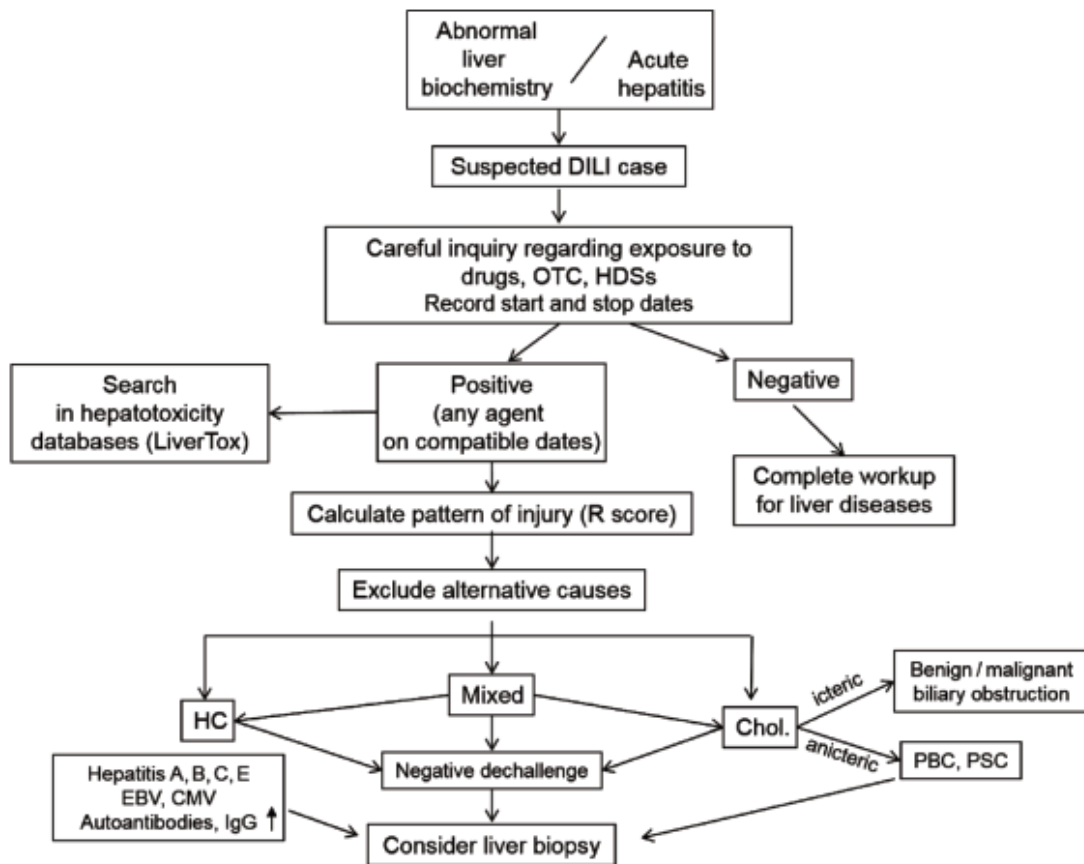 Abnormal
liver
biochemistry
Acute
hepatitis
Suspected DILI case
Careful inquiry regarding exposure to
drugs, OTC, HDSs
Record start and stop dates
Search
in hepatotoxicity
databases (LiverTox)
Positive
(any agent
on compatible dates)
Negative
Complete workup
for liver diseases
Calculate pattern of injury (R score)
Exclude alternative causes
HC
Mixed
Chol.
icteric
Benign / malignant
biliary obstruction
anicteric
PBC, PSC
Hepatitis A, B, C, E
EBV, CMV
Autoantibodies, IgG
Negative dechallenge
Consider liver biopsy